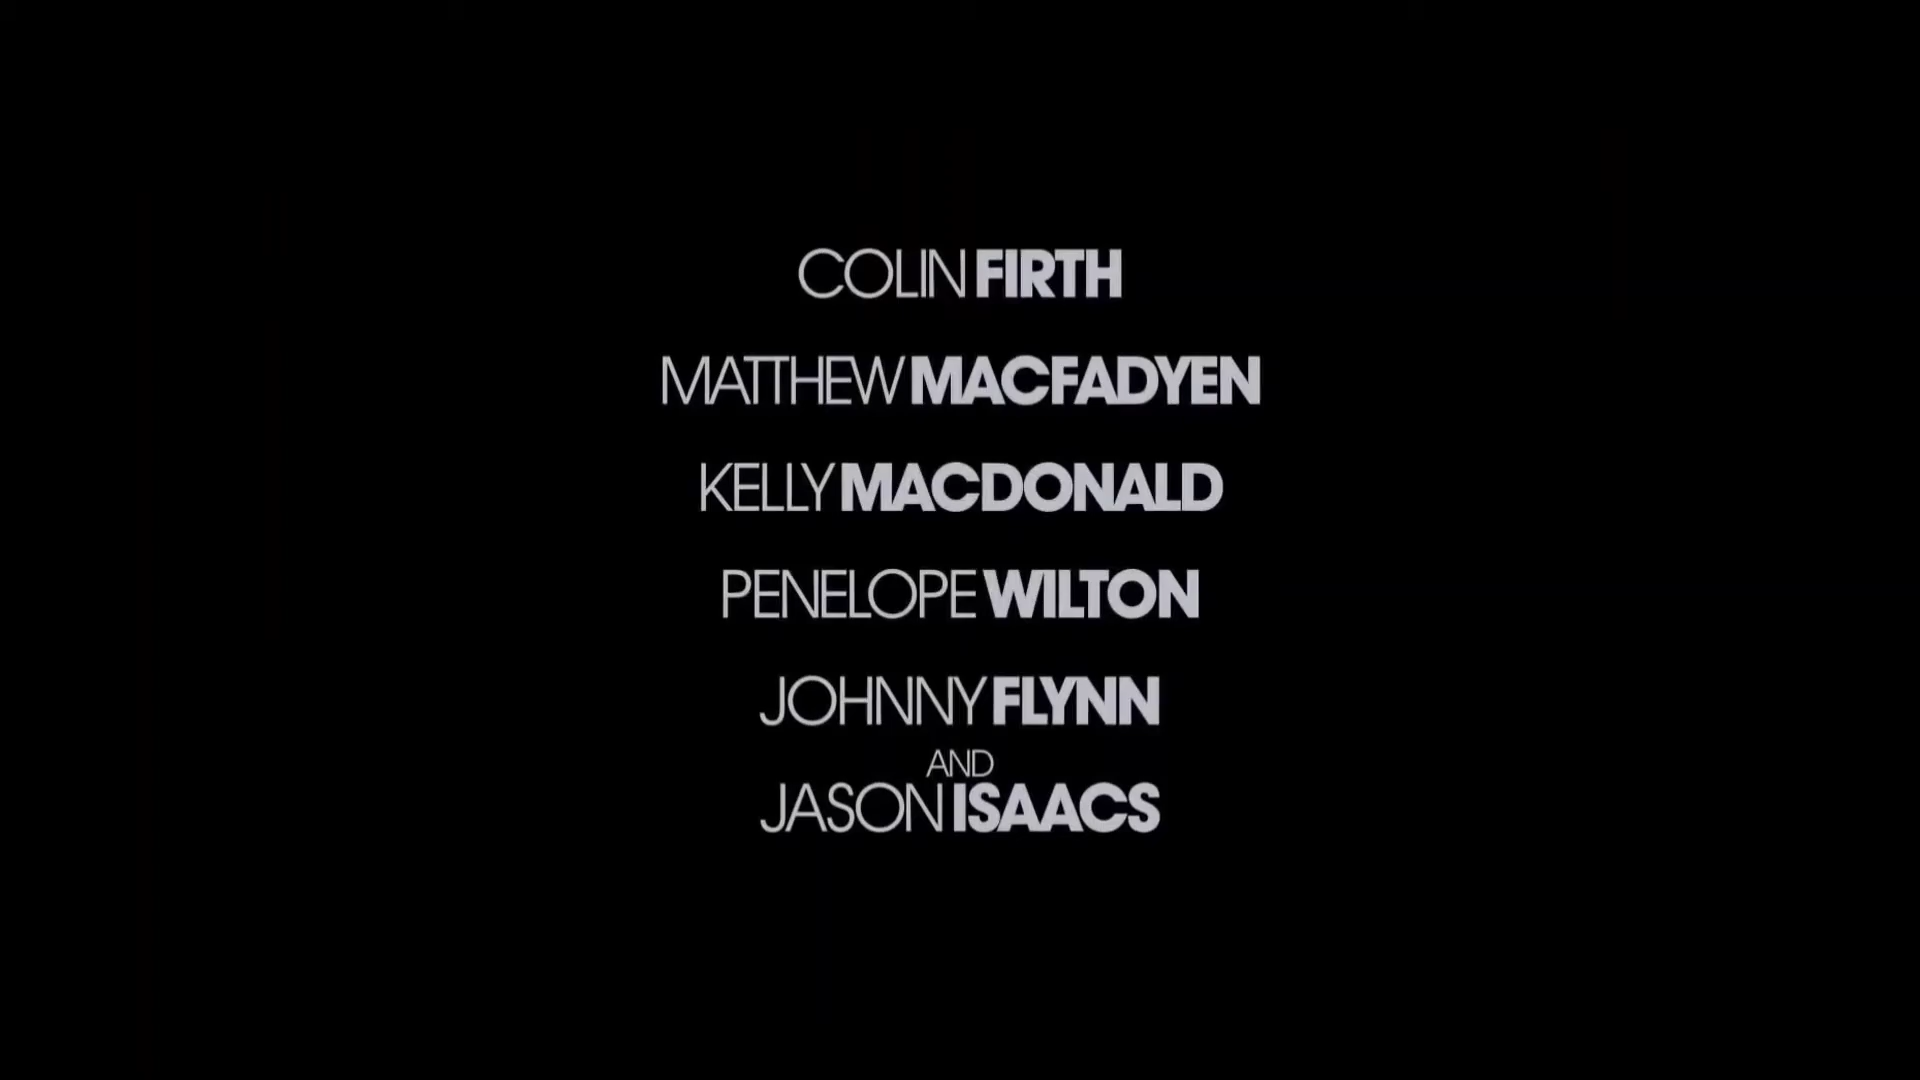 COLIN FIRTH
MATTHEW MACFADYEN
KELLY MACDONALD
PENELOPE WILTON
JOHNNY FLYNN
AND
JASON ISAACS